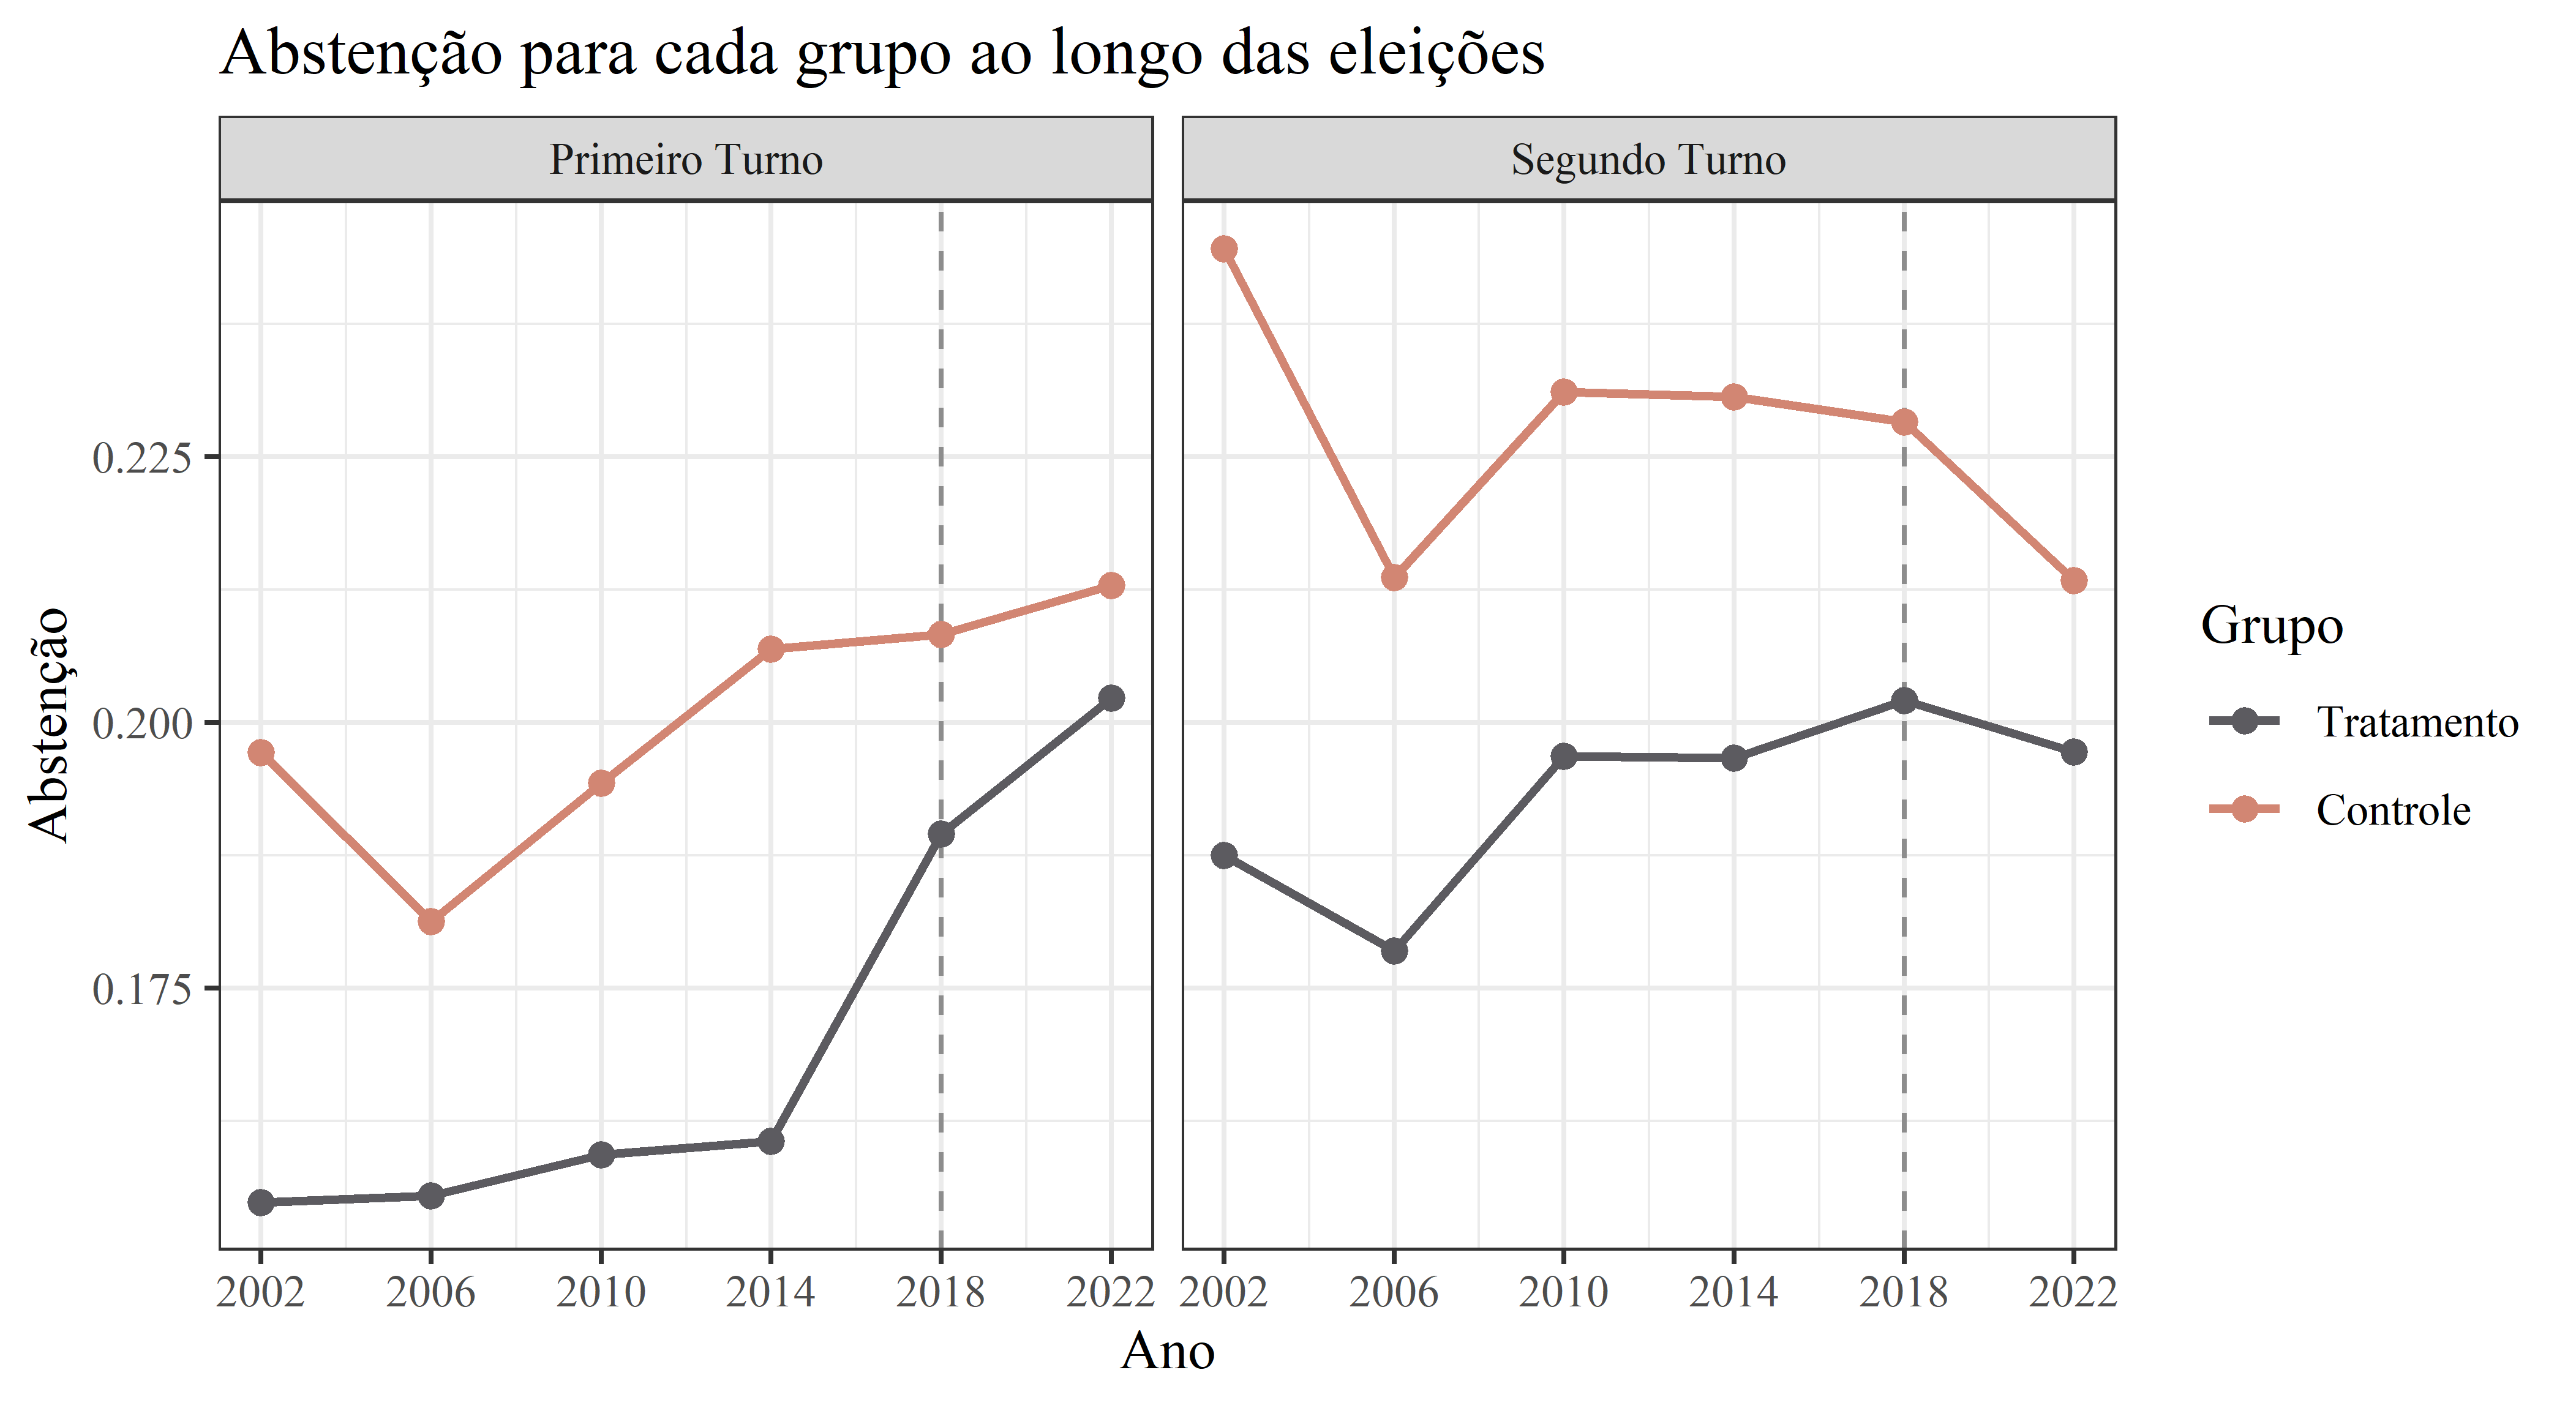 Abstenção para cada grupo ao longo das eleições
Primeiro Turno
Segundo Turno
Abstenção
0.225
0.200
0.175
2002 2006 2010 2014 2018 2022
2002 2006 2010 2014 2018 2022
Ano
Grupo
Tratamento
Controle